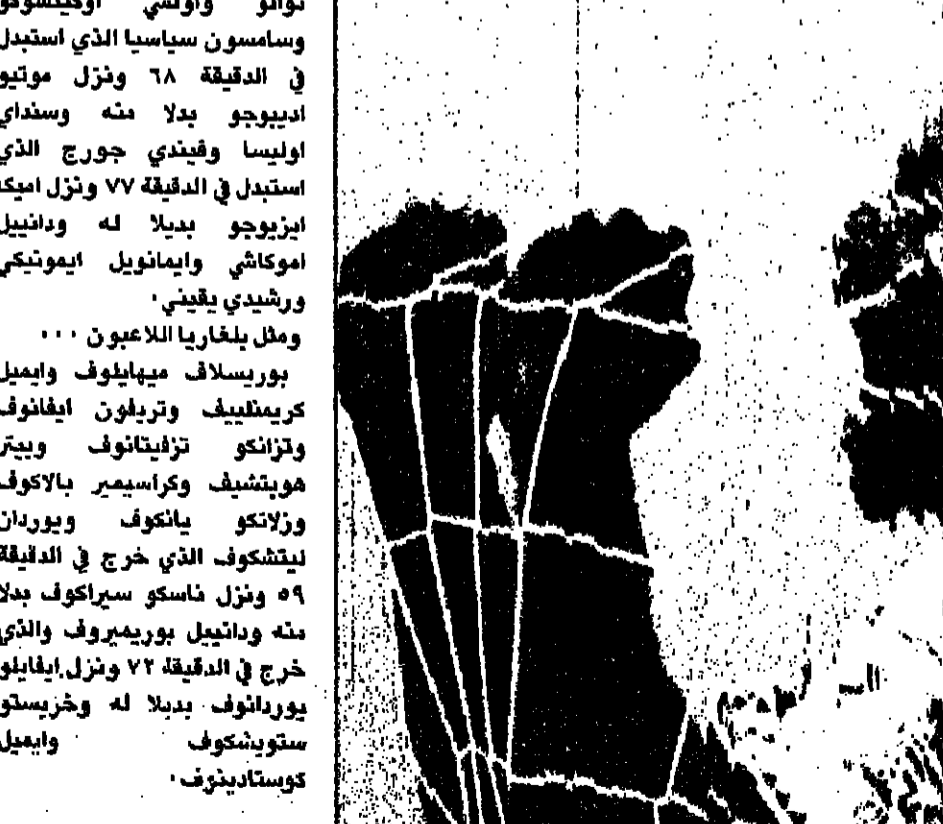 توانو واوتشي اوكيتشوكو
وسامسون سياسيا الذي استبدل
في الدقيقة ٦٨ ونزل موتيو
اديبوجو بدلا منه وسنداي
اوليسا وفيندي جورج الذي
استبدل في الدقيقة ٧٧ ونزل اميكا
ايزيوجو بديلا له ودانييل
اموكاشي وايمانويل ايمونيكي
ورشيدي يقيني٠
ومثل بلغاريا اللاعبون ٠٠٠
بوريسلاف ميهايلوف وايميل
كريمنلييف وتريفون ايفانوف
وتزانكو تزفيتانوف وبيتر
هوبتشيف وكراسيمير بالاكوف
وزلاتكو يانكوف ويوردان
ليتشكوف الذي خرج في الدقيقة
٥٩ ونزل ناسكو سيراكوف بدلا
منه ودانييل بوريميروف والذي
خرج في الدقيقة ٧٢ ونزل ايفايلو
يوردانوف بديلا له وخريستو
ستويشكوف وايميل
كوستادينوف٠